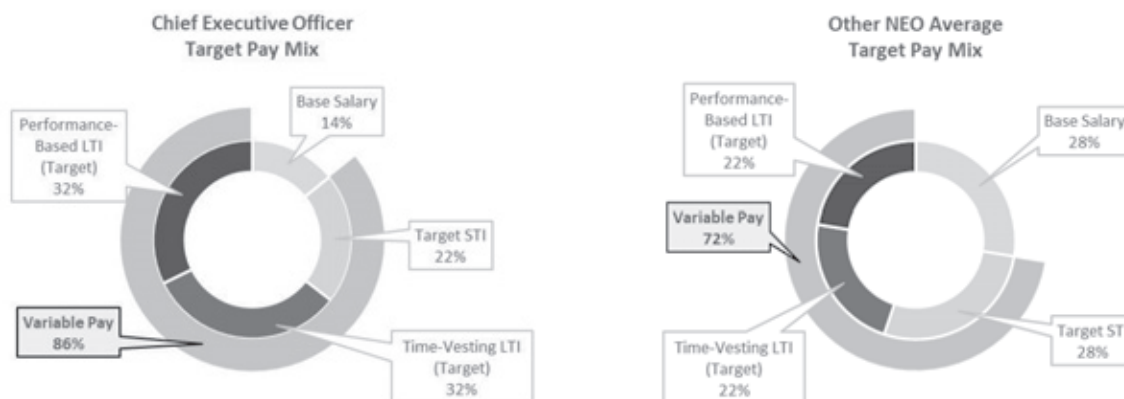 Chief Executive Officer
Target Pay Mix
Base Salary
14%
Performance-
Based LTI
(Target)
32%
Target STI
22%
Variable Pay
86%
Time-Vesting LTI
(Target)
32%
Other NEO Average
Target Pay Mix
Performance-
Based LTI
(Target)
22%
Base Salary
28%
Variable Pay
72%
Target STI
28%
Time-Vesting LTI
(Target)
22%